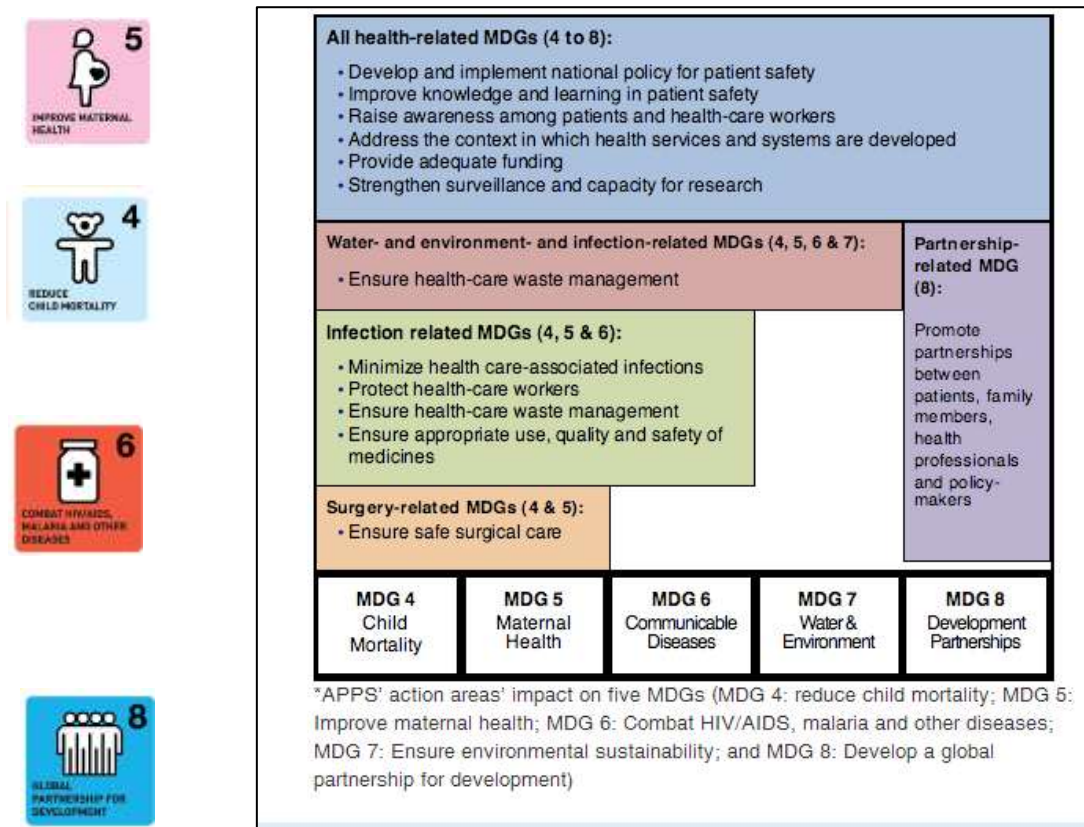 5
IMPROVE MATERNAL
HEALTH
4
REDUCE
CHILD MORTALITY
6
COMBAT HIV/AIDS,
MALARIA AND OTHER
DISEASES
8
GLOBAL
PARTNERSHIP FOR
DEVELOPMENT
All health-related MDGs (4 to 8):
• Develop and implement national policy for patient safety
• Improve knowledge and learning in patient safety
• Raise awareness among patients and health-care workers
• Address the context in which health services and systems are developed
• Provide adequate funding
• Strengthen surveillance and capacity for research
Water- and environment- and infection-related MDGs (4, 5, 6 & 7):
• Ensure health-care waste management
Partnership-
related MDG
(8):
Promote
partnerships
between
patients, family
members,
health
professionals
and policy-
makers
Infection related MDGs (4, 5 & 6):
• Minimize health care-associated infections
• Protect health-care workers
• Ensure health-care waste management
• Ensure appropriate use, quality and safety of
medicines
Surgery-related MDGs (4 & 5):
• Ensure safe surgical care
MDG 4
Child
Mortality
MDG 5
Maternal
Health
MDG 6
Communicable
Diseases
MDG 7
Water &
Environment
MDG 8
Development
Partnerships
*APPS' action areas' impact on five MDGs (MDG 4: reduce child mortality; MDG 5:
Improve maternal health; MDG 6: Combat HIV/AIDS, malaria and other diseases;
MDG 7: Ensure environmental sustainability; and MDG 8: Develop a global
partnership for development)